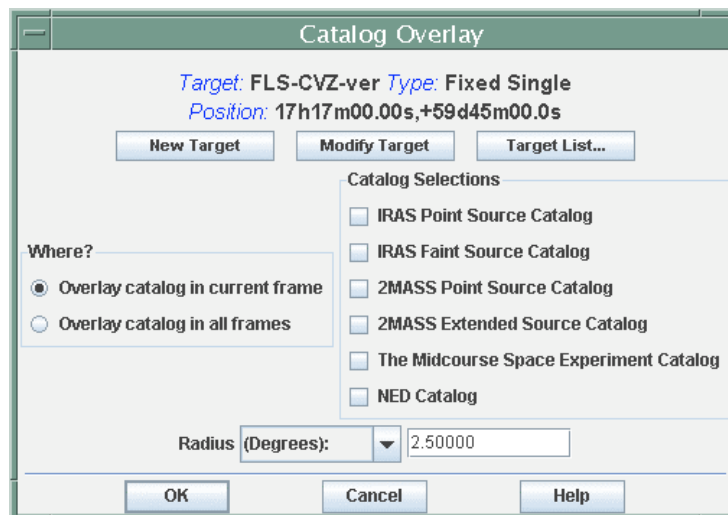 Catalog Overlay
Target: FLS-CVZ-ver Type: Fixed Single
Position: 17h17m00.00s,+59d45m00.0s
New Target
Modify Target
Target List...
Where?
Overlay catalog in current frame
Overlay catalog in all frames
Catalog Selections
IRAS Point Source Catalog
IRAS Faint Source Catalog
2MASS Point Source Catalog
2MASS Extended Source Catalog
The Midcourse Space Experiment Catalog
NED Catalog
Radius (Degrees): 2.50000
OK
Cancel
Help